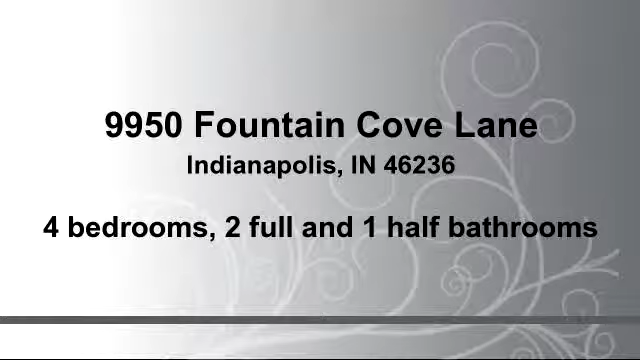 9950 Fountain Cove Lane
Indianapolis, IN 46236
4 bedrooms, 2 full and 1 half bathrooms